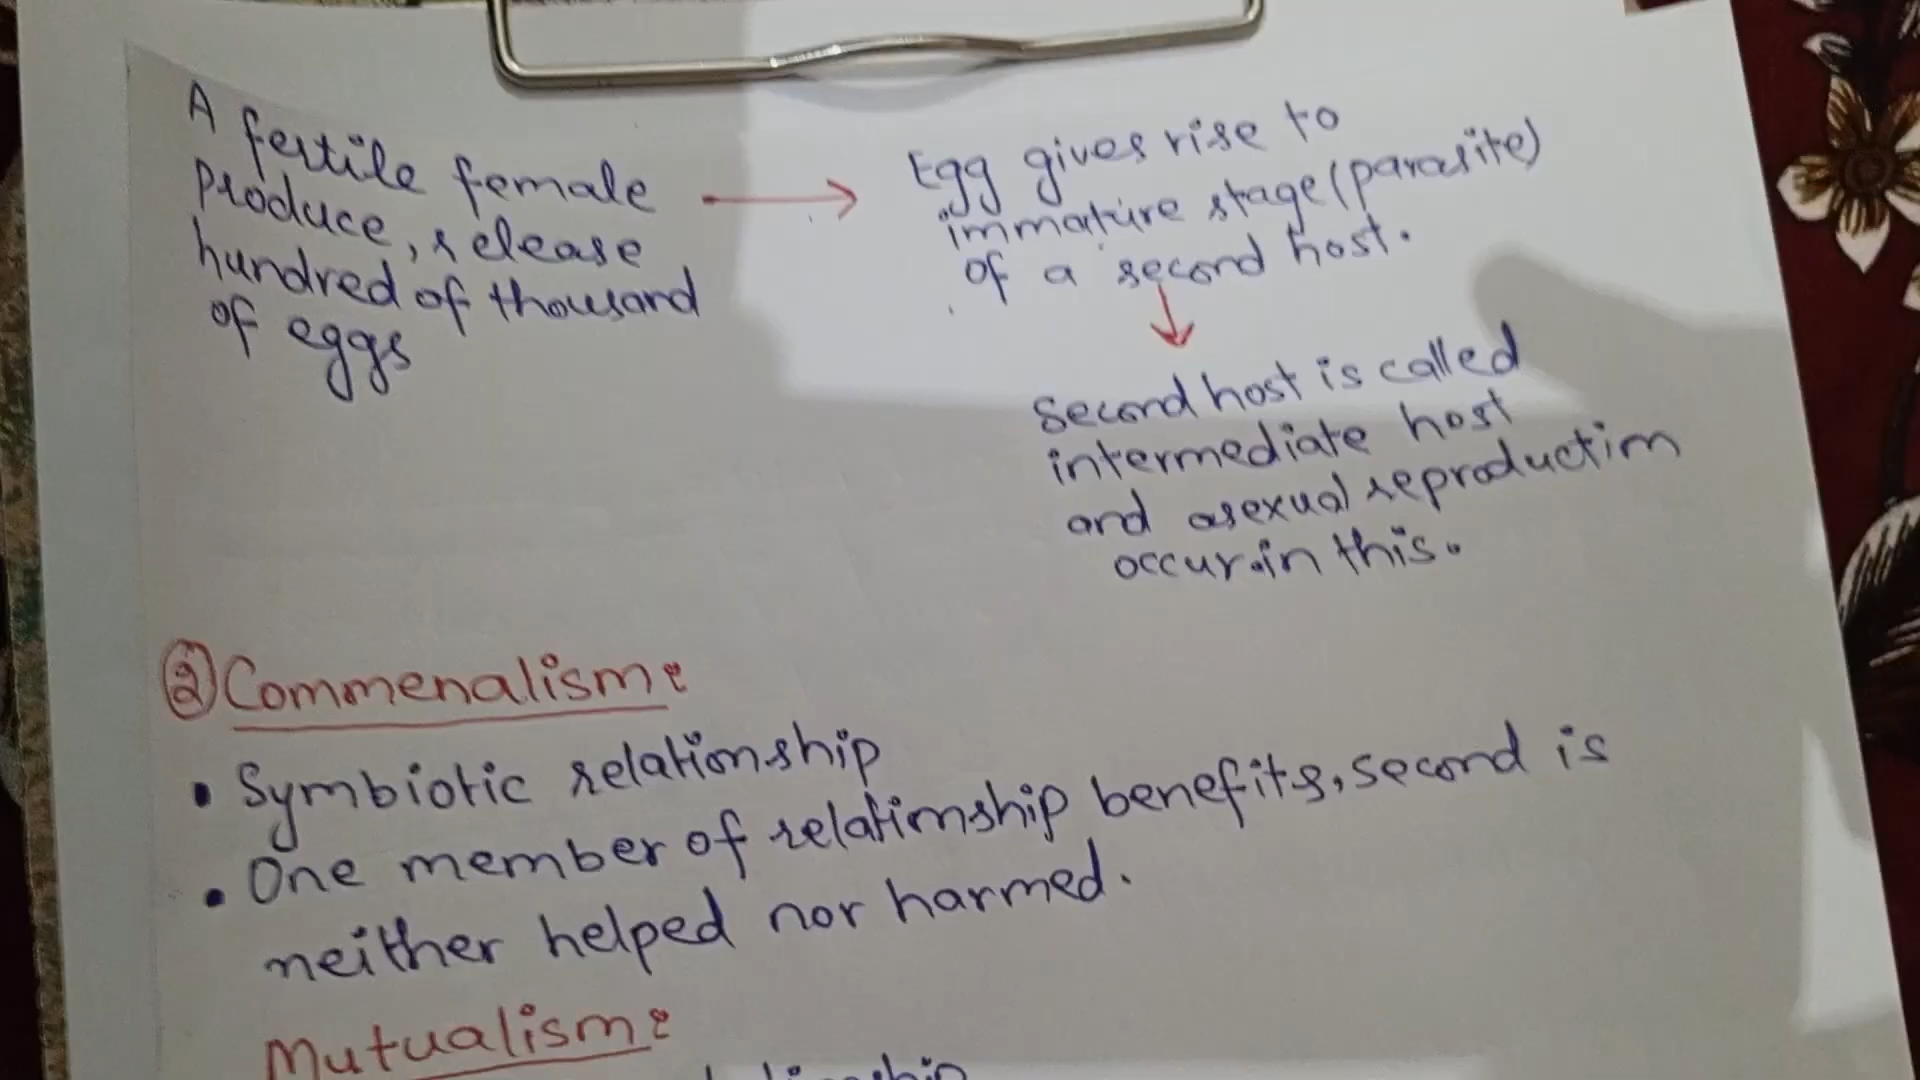 A
fertile female
produce, release
hundred of thousand
of eggs
Egg gives rise to
immature stage (parasite)
of a second host.
Second host is called
intermediate host
and asexual reproduction
occur in this.
② Commenalism:
• Symbiotic relationship
• One member of relationship benefits, second is
neither helped nor harmed.
Mutualism: